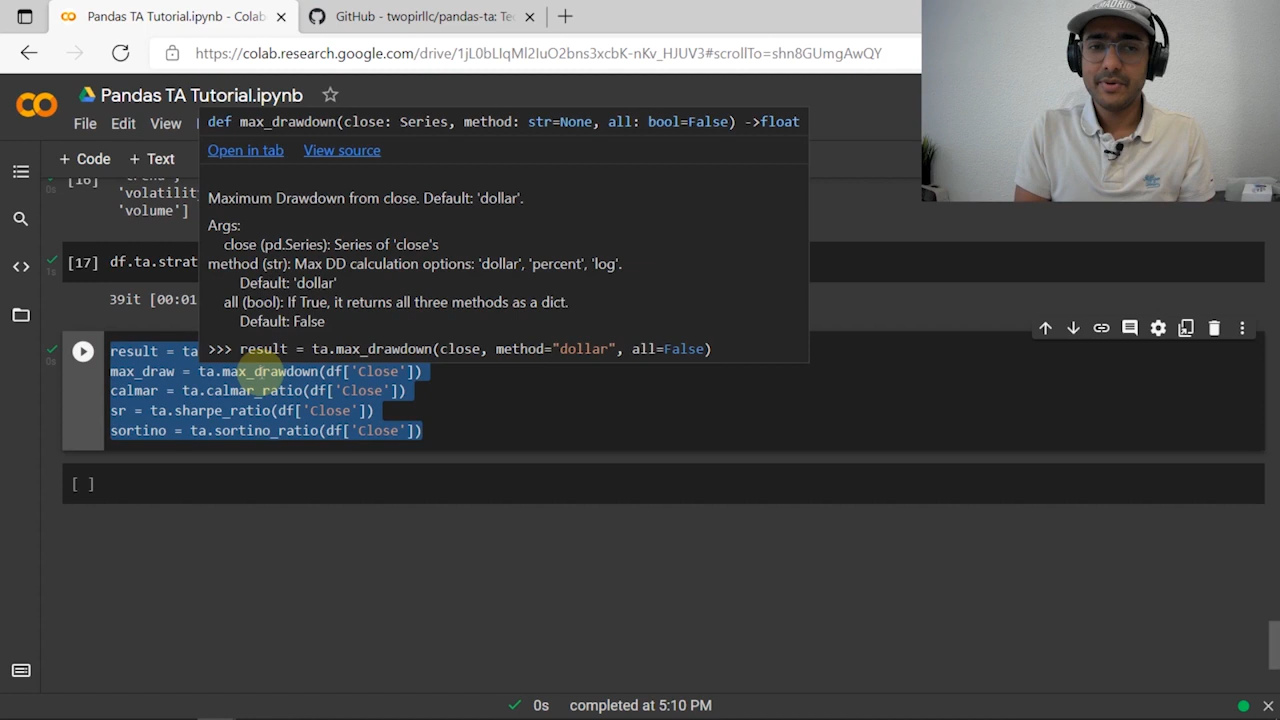 Pandas TA Tutorial.ipynb - Colab
GitHub - twopirllc/pandas-ta: Te
https://colab.research.google.com/drive/1jL0bLIqMl2IuO2bns3xcbK-nKv_HJUV3#scrollTo=shn8GUmgAwQY
Pandas TA Tutorial.ipynb
File Edit View
+ Code + Text
def max_drawdown(close: Series, method: str=None, all: bool=False) ->float
Open in tab View source
Maximum Drawdown from close. Default: 'dollar'.
Args:
close (pd.Series): Series of 'close's
method (str): Max DD calculation options: 'dollar', 'percent', 'log'.
Default: 'dollar'
all (bool): If True, it returns all three methods as a dict.
Default: False
>>> result = ta.max_drawdown(close, method="dollar", all=False)
[16] 'trend',
0s
'volatility
'volume']
[17] df.ta.strat
1s
39it [00:01
0s
result = ta
max_draw = ta.max_drawdown(df['Close'])
calmar = ta.calmar_ratio(df['Close'])
sr = ta.sharpe_ratio(df['Close'])
sortino = ta.sortino_ratio(df['Close'])
[ ]
0s completed at 5:10 PM